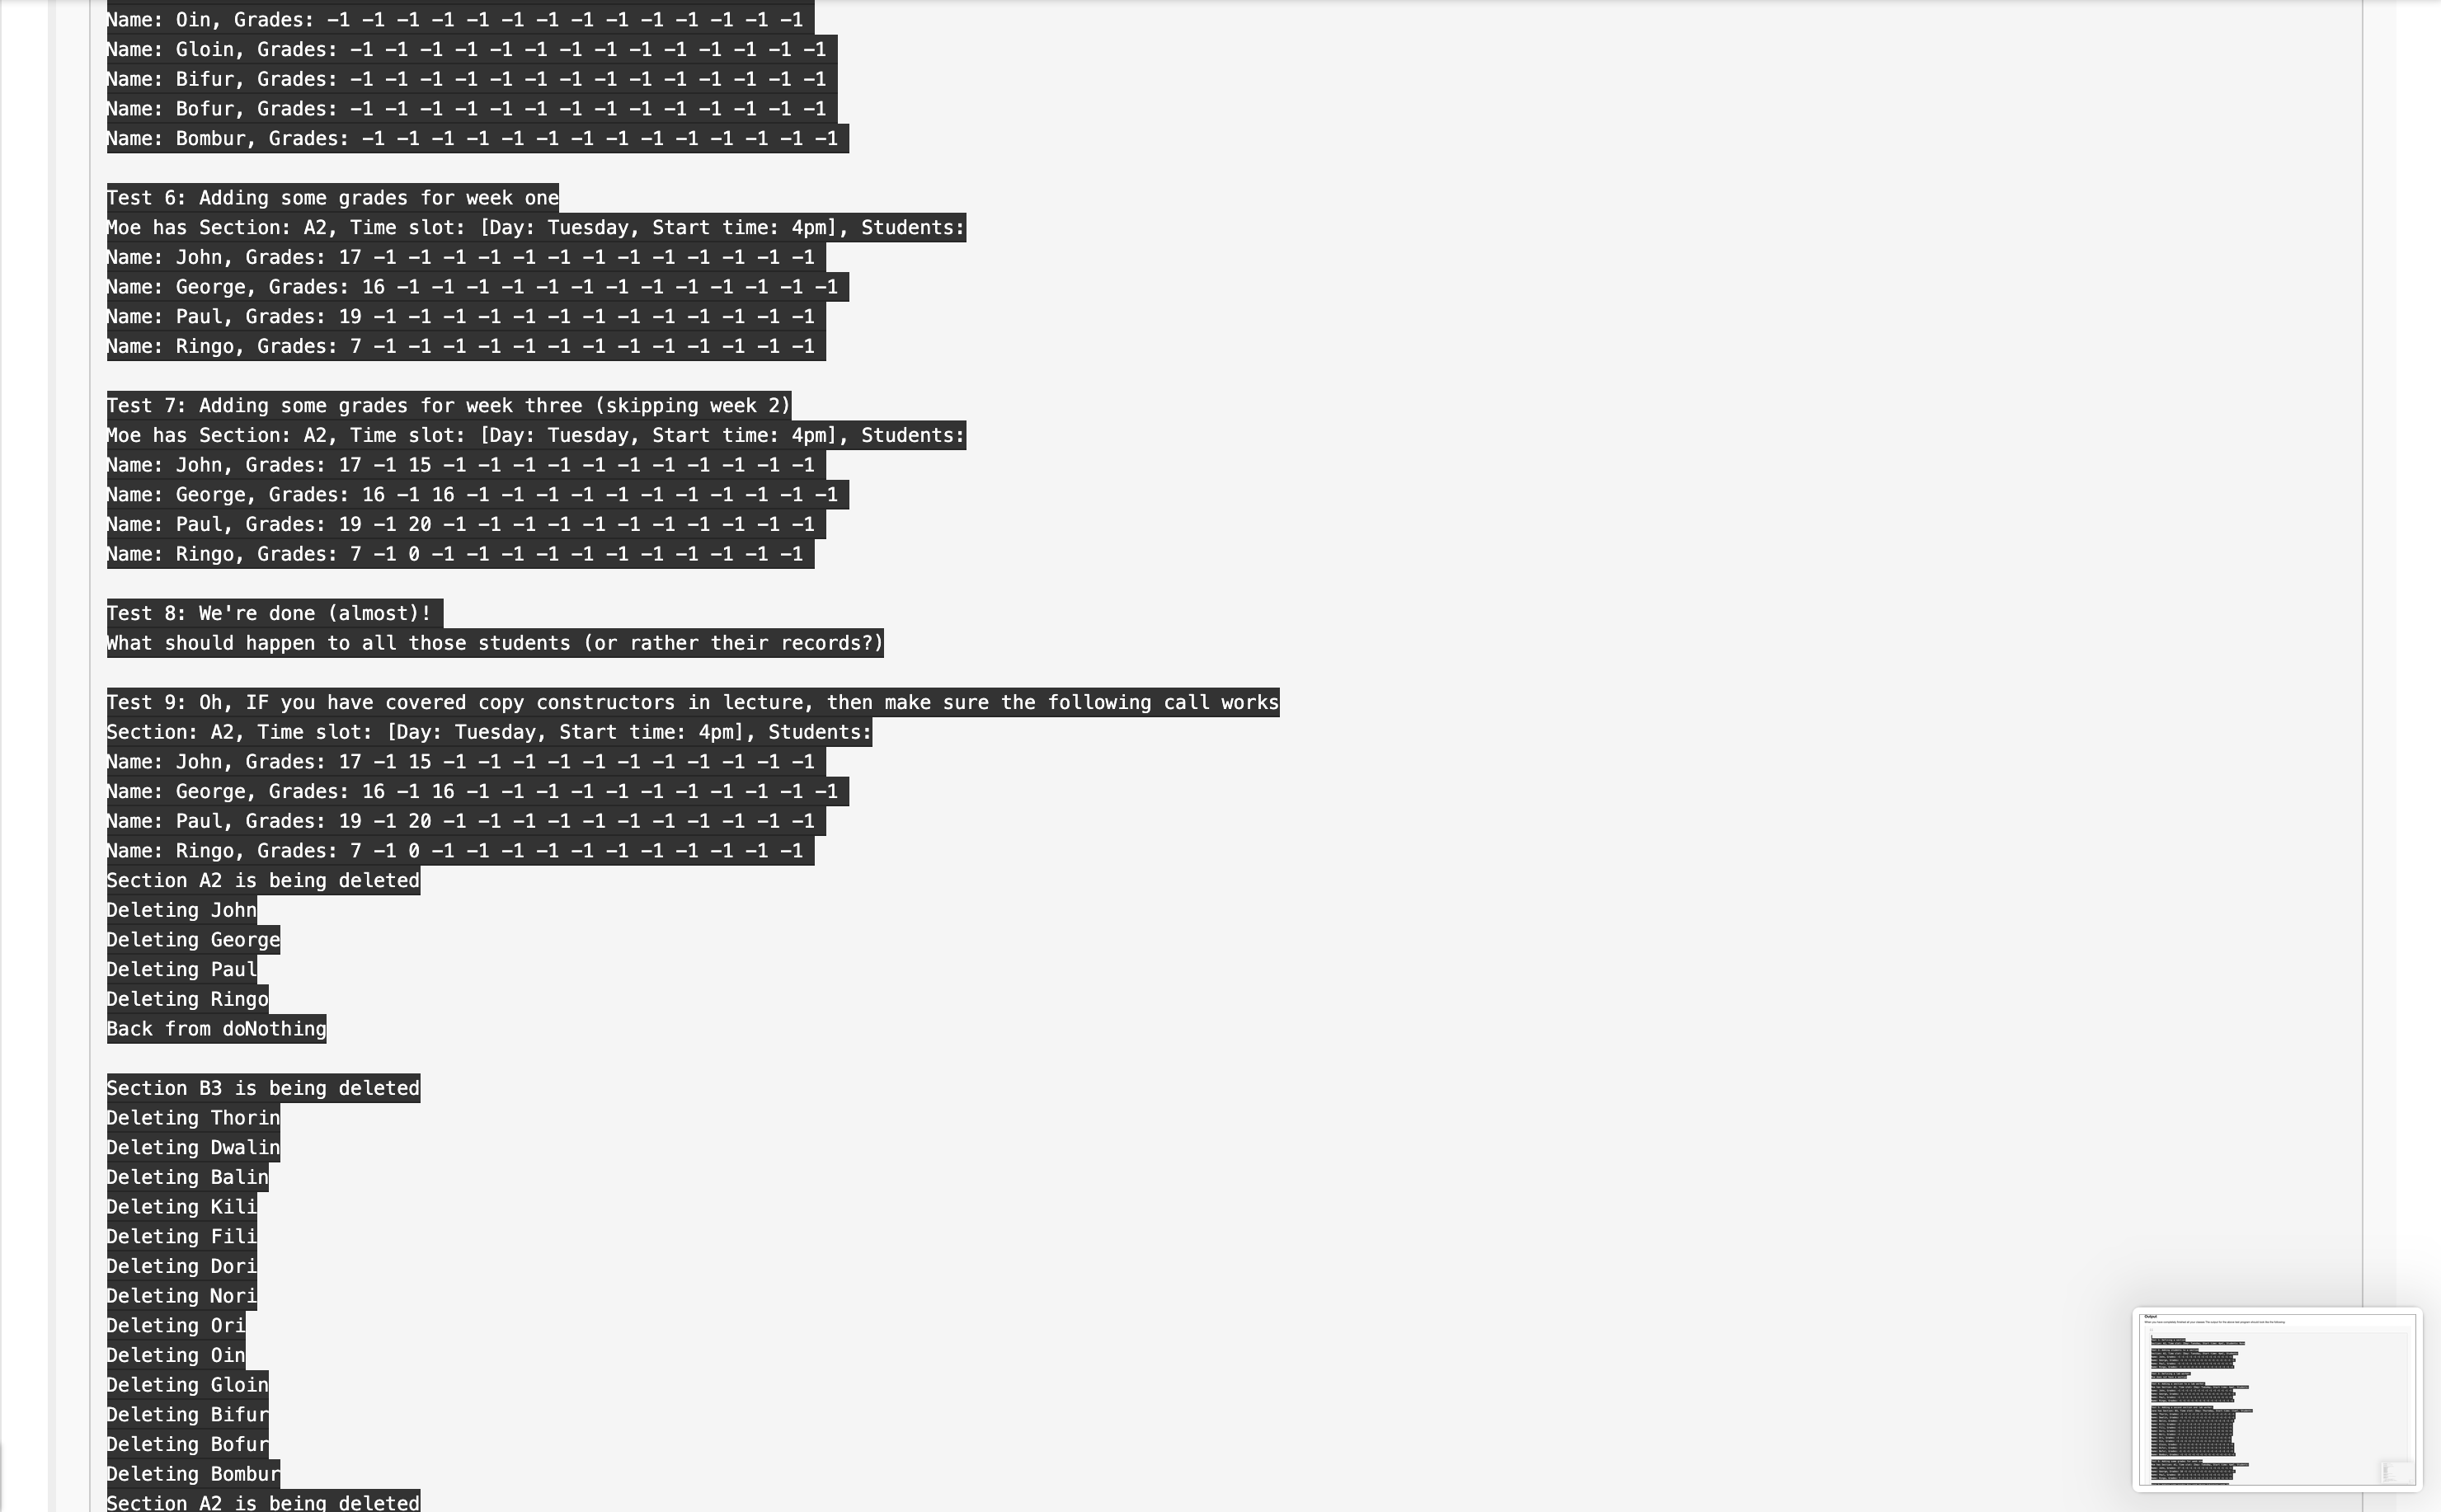 Name: Oin, Grades: -1 -1 -1 -1 -1 -1 -1 -1 -1 -1 -1 -1 -1 -1
Name: Gloin, Grades: -1 -1 -1 -1 -1 -1 -1 -1 -1 -1 -1 -1 -1 -1
Name: Bifur, Grades: -1 -1 -1 -1 -1 -1 -1 -1 -1 -1 -1 -1 -1 -1
Name: Bofur, Grades: -1 -1 -1 -1 -1 -1 -1 -1 -1 -1 -1 -1 -1 -1
Name: Bombur, Grades: -1 -1 -1 -1 -1 -1 -1 -1 -1 -1 -1 -1 -1 -1
Test 6: Adding some grades for week one
Moe has Section: A2, Time slot: [Day: Tuesday, Start time: 4pm], Students:
Name: John, Grades: 17 -1 -1 -1 -1 -1 -1 -1 -1 -1 -1 -1 -1 -1
Name: George, Grades: 16 -1 -1 -1 -1 -1 -1 -1 -1 -1 -1 -1 -1 -1
Name: Paul, Grades: 19 -1 -1 -1 -1 -1 -1 -1 -1 -1 -1 -1 -1 -1
Name: Ringo, Grades: 7 -1 -1 -1 -1 -1 -1 -1 -1 -1 -1 -1 -1 -1
Test 7: Adding some grades for week three (skipping week 2)
Moe has Section: A2, Time slot: [Day: Tuesday, Start time: 4pm], Students:
Name: John, Grades: 17 -1 15 -1 -1 -1 -1 -1 -1 -1 -1 -1 -1 -1
Name: George, Grades: 16 -1 16 -1 -1 -1 -1 -1 -1 -1 -1 -1 -1 -1
Name: Paul, Grades: 19 -1 20 -1 -1 -1 -1 -1 -1 -1 -1 -1 -1 -1
Name: Ringo, Grades: 7 -1 0 -1 -1 -1 -1 -1 -1 -1 -1 -1 -1 -1
Test 8: We're done (almost)!
What should happen to all those students (or rather their records?)
Test 9: Oh, IF you have covered copy constructors in lecture, then make sure the following call works
Section: A2, Time slot: [Day: Tuesday, Start time: 4pm], Students:
Name: John, Grades: 17 -1 15 -1 -1 -1 -1 -1 -1 -1 -1 -1 -1 -1
Name: George, Grades: 16 -1 16 -1 -1 -1 -1 -1 -1 -1 -1 -1 -1 -1
Name: Paul, Grades: 19 -1 20 -1 -1 -1 -1 -1 -1 -1 -1 -1 -1 -1
Name: Ringo, Grades: 7 -1 0 -1 -1 -1 -1 -1 -1 -1 -1 -1 -1 -1
Section A2 is being deleted
Deleting John
Deleting George
Deleting Paul
Deleting Ringo
Back from doNothing
Section B3 is being deleted
Deleting Thorin
Deleting Dwalin
Deleting Balin
Deleting Kili
Deleting Fili
Deleting Dori
Deleting Nori
Deleting Ori
Deleting Oin
Deleting Gloin
Deleting Bifur
Deleting Bofur
Deleting Bombur
Section A2 is being deleted
Output